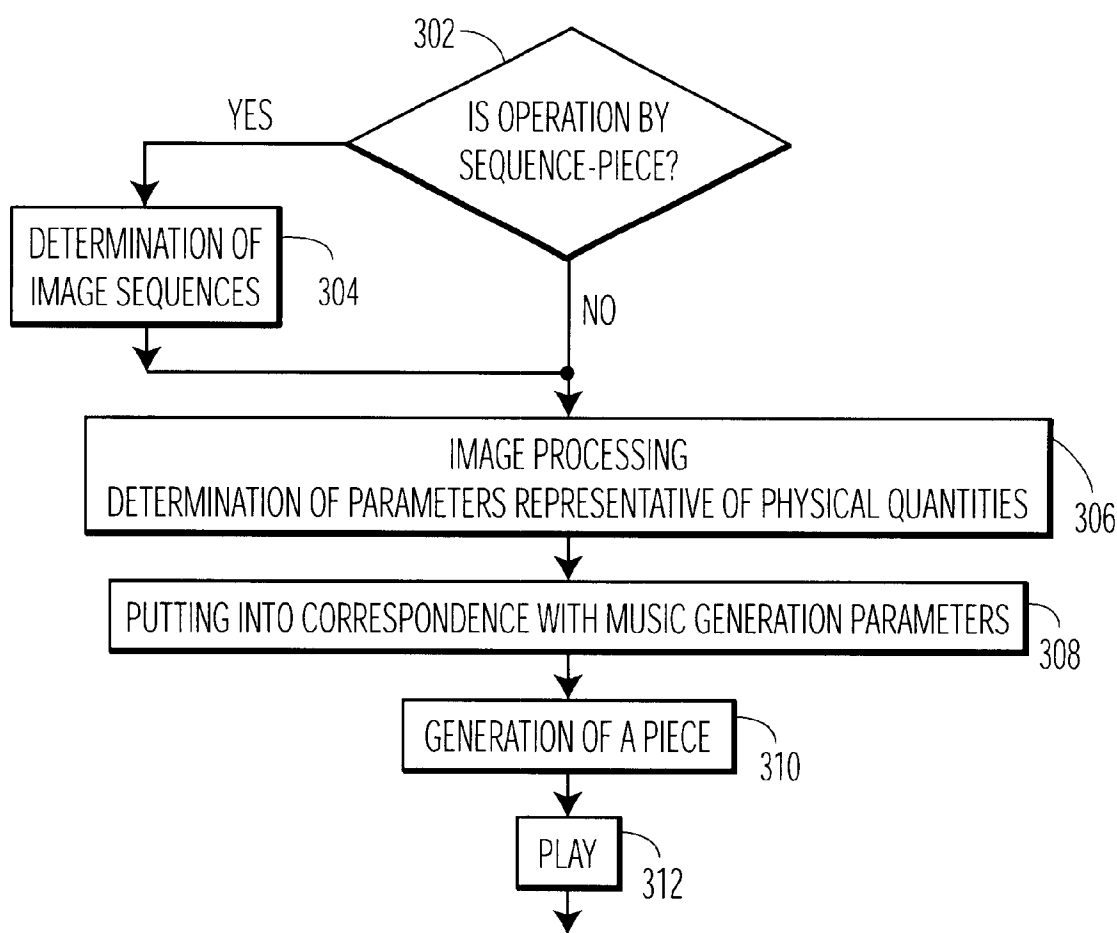 302
IS OPERATION BY
SEQUENCE-PIECE?
YES
DETERMINATION OF
IMAGE SEQUENCES
304
NO
IMAGE PROCESSING
DETERMINATION OF PARAMETERS REPRESENTATIVE OF PHYSICAL QUANTITIES
306
PUTTING INTO CORRESPONDENCE WITH MUSIC GENERATION PARAMETERS
308
GENERATION OF A PIECE
310
PLAY
312